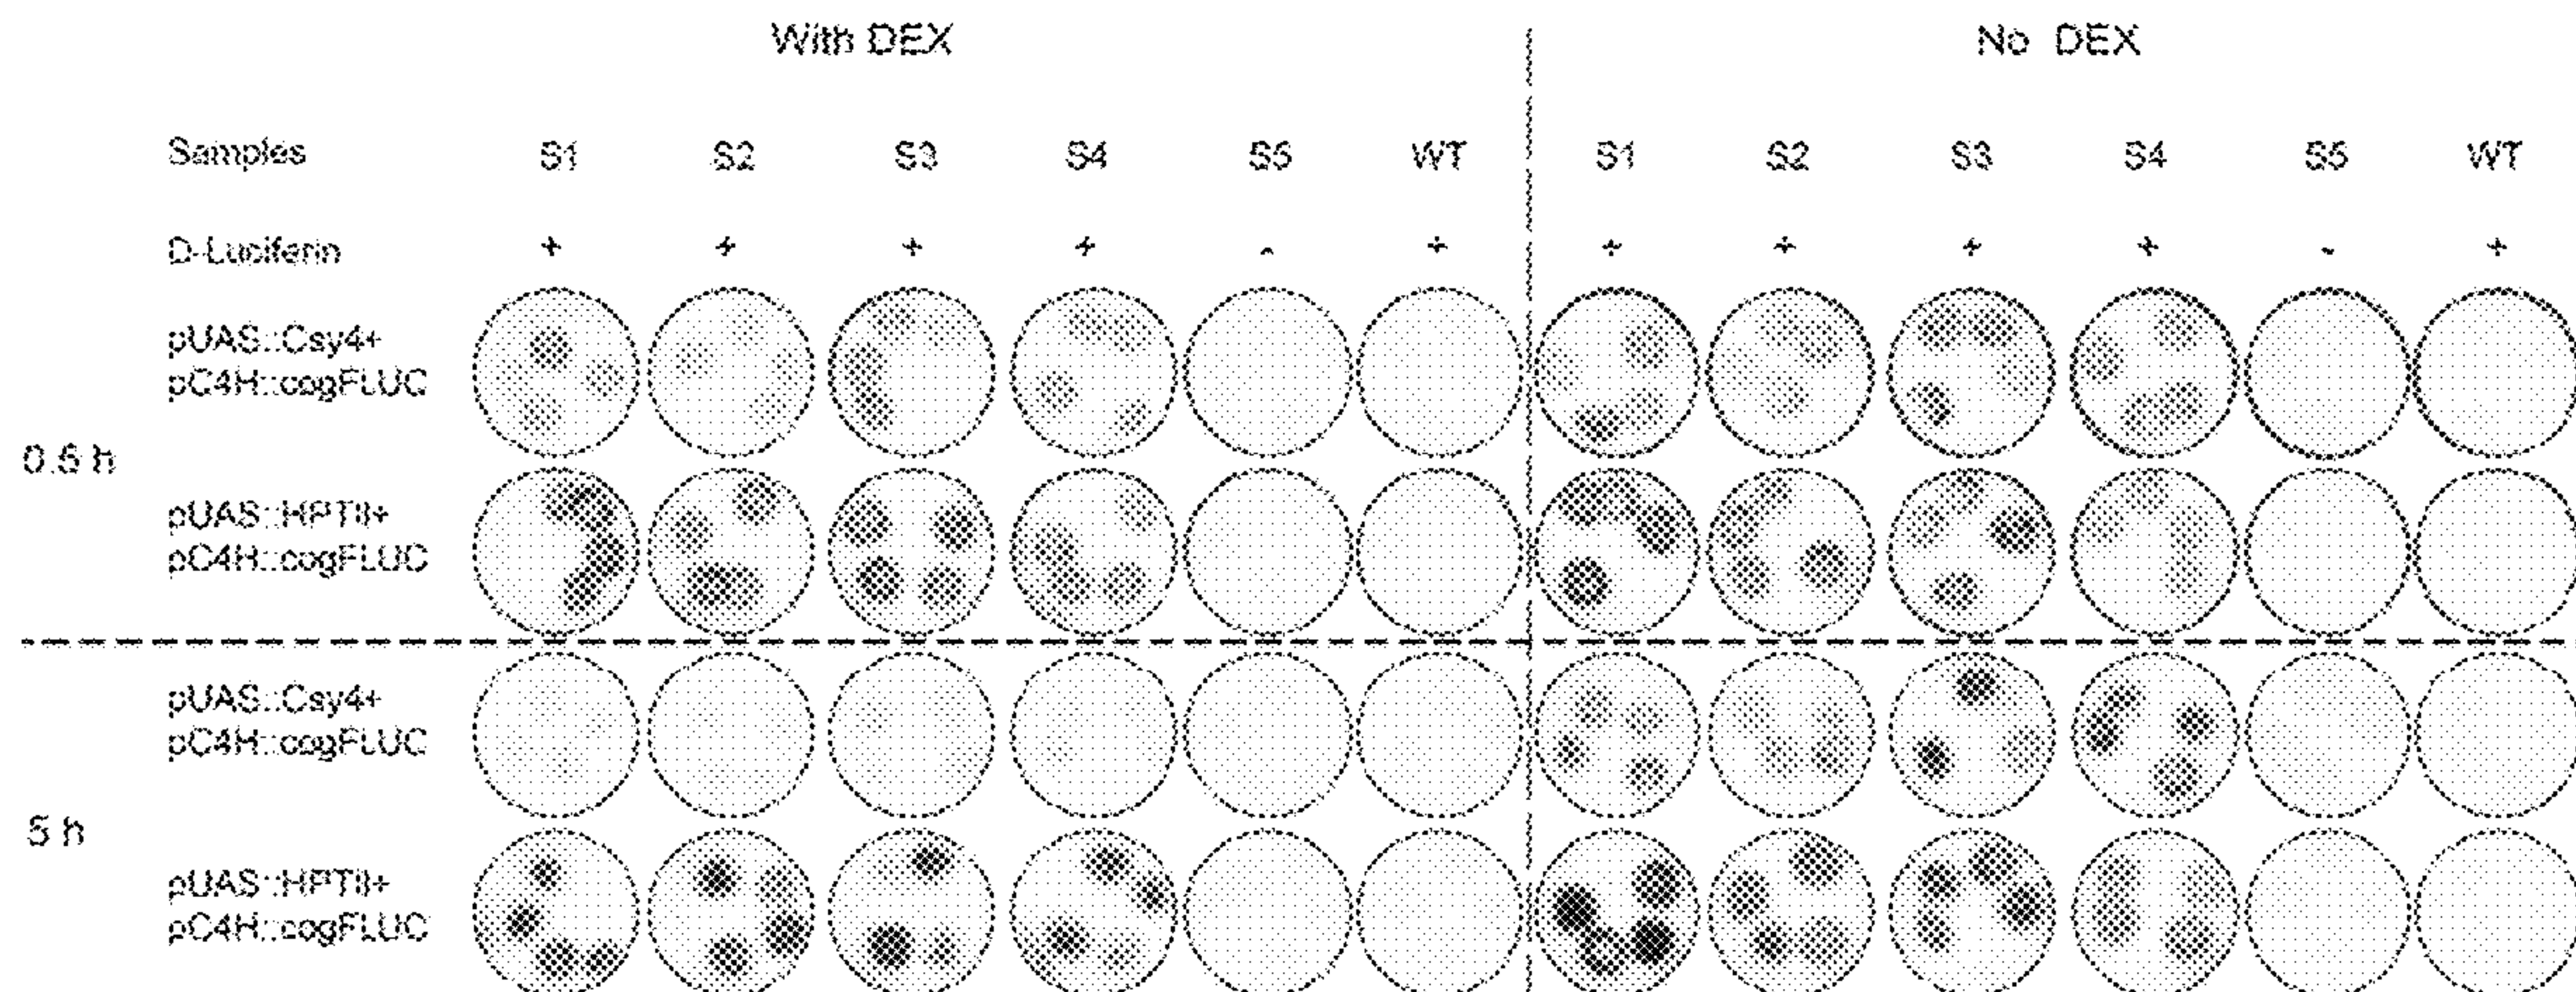 With DEX No DEX
Samples S1 S2 S3 S4 S5 WT S1 S2 S3 S4 S5 WT
D-Luciferin + + + + - + + + + + - +
pUAS::Csy4+
pC4H::cogFLUC
0.5 h
pUAS::HPTII+
pC4H::cogFLUC
pUAS::Csy4+
pC4H::cogFLUC
5 h
pUAS::HPTII+
pC4H::cogFLUC